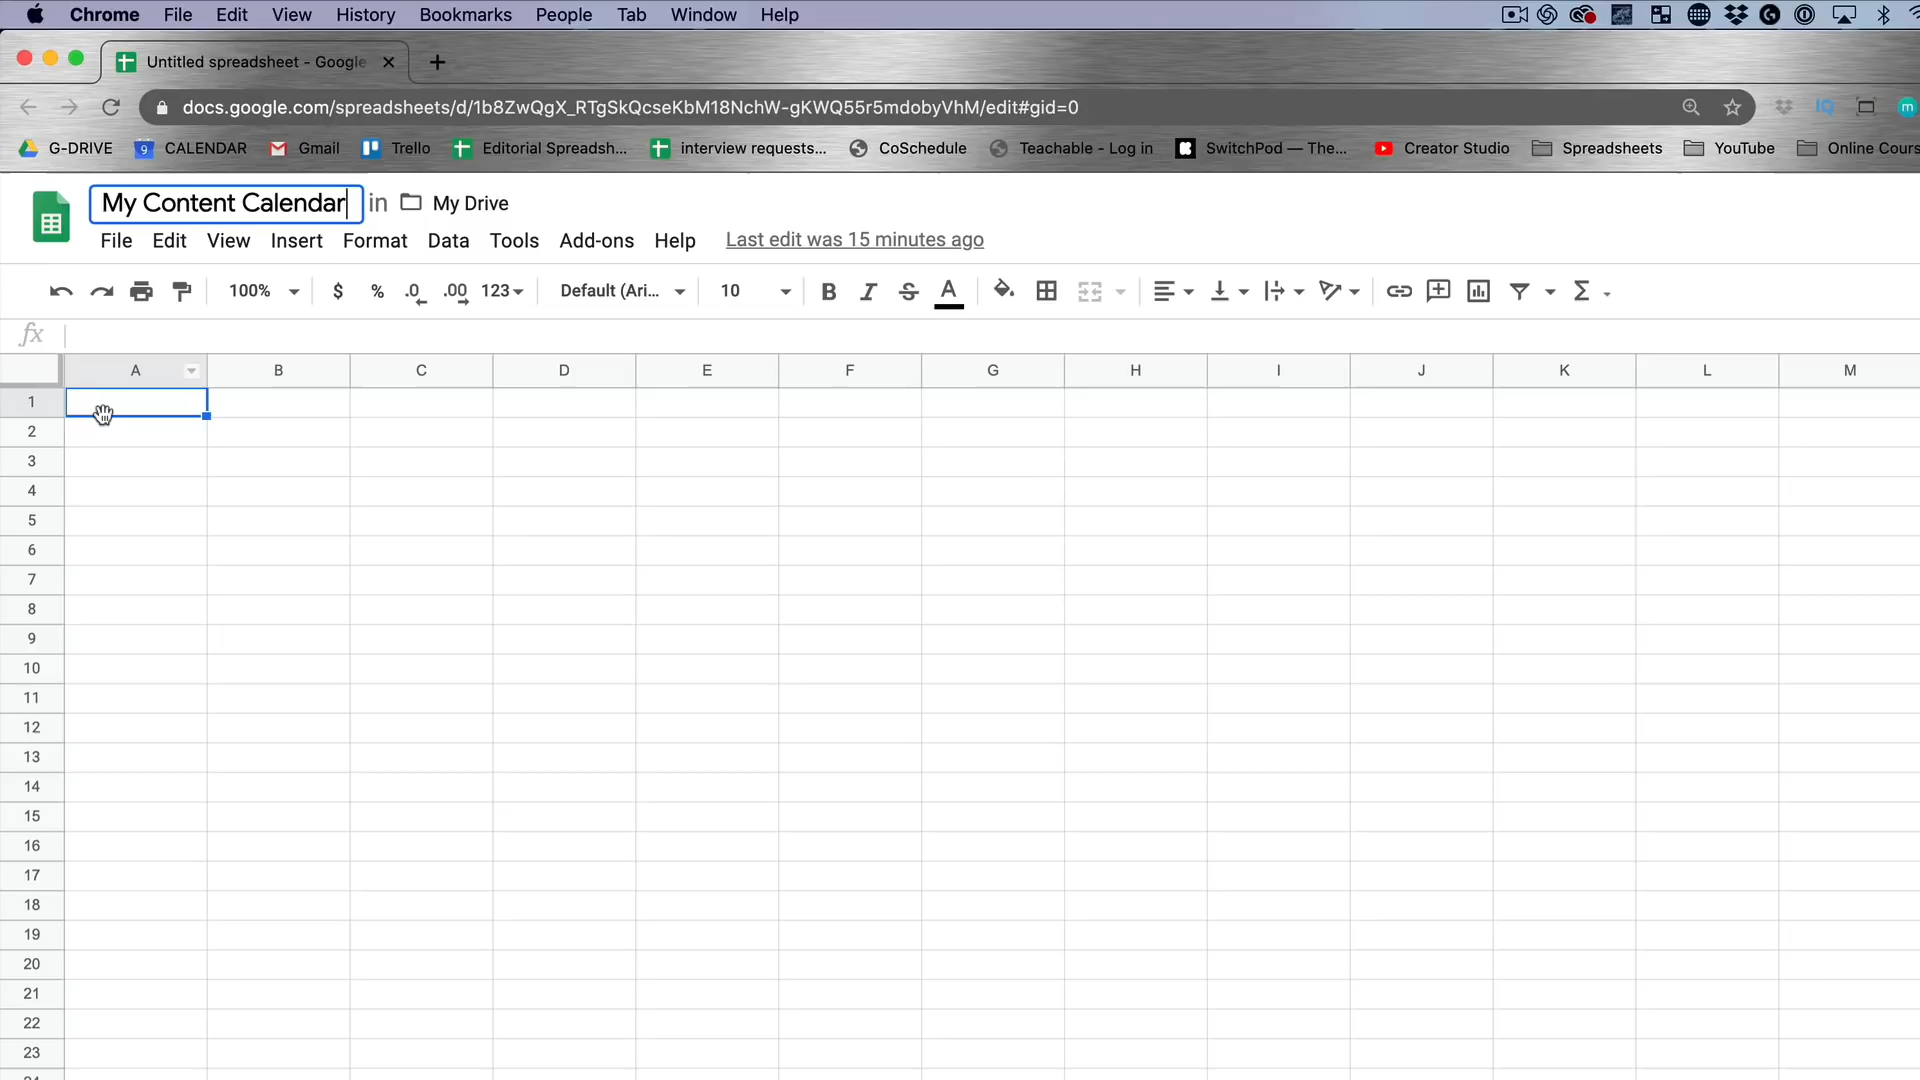 Chrome File Edit View History Bookmarks People Tab Window Help
Untitled spreadsheet - Google
docs.google.com/spreadsheets/d/1b8ZwQgX_RTgSkQcseKbM18NchW-gKWQ55r5mdobyVhM/edit#gid=0
G-DRIVE 9 CALENDAR Gmail Trello Editorial Spreadsh... interview requests... CoSchedule Teachable - Log in SwitchPod — The... Creator Studio Spreadsheets YouTube Online Cours
My Content Calendar in My Drive
File Edit View Insert Format Data Tools Add-ons Help Last edit was 15 minutes ago
100% $ % .0 .00 123 Default (Ari... 10 B I S A Σ
fx
A B C D E F G H I J K L M
1
2
3
4
5
6
7
8
9
10
11
12
13
14
15
16
17
18
19
20
21
22
23